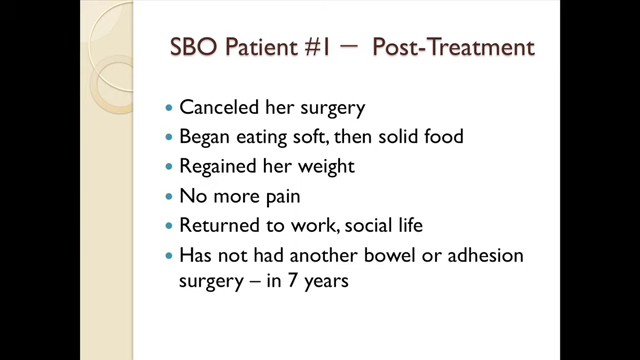 SBO Patient #1 – Post-Treatment
• Canceled her surgery
• Began eating soft, then solid food
• Regained her weight
• No more pain
• Returned to work, social life
• Has not had another bowel or adhesion
surgery – in 7 years